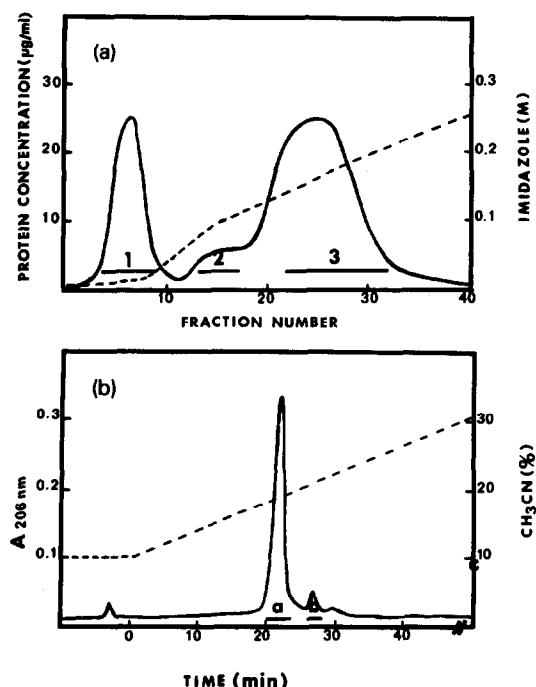 (a)
PROTEIN CONCENTRATION (μg/ml)
30
20
10
0.3
0.2
0.1
IMIDAZOLE (M)
1
2
3
10
20
30
40
FRACTION NUMBER
(b)
A 206 nm
0.3
0.2
0.1
30
20
10
CH3CN (%)
a
b
0
10
20
30
40
TIME (min)